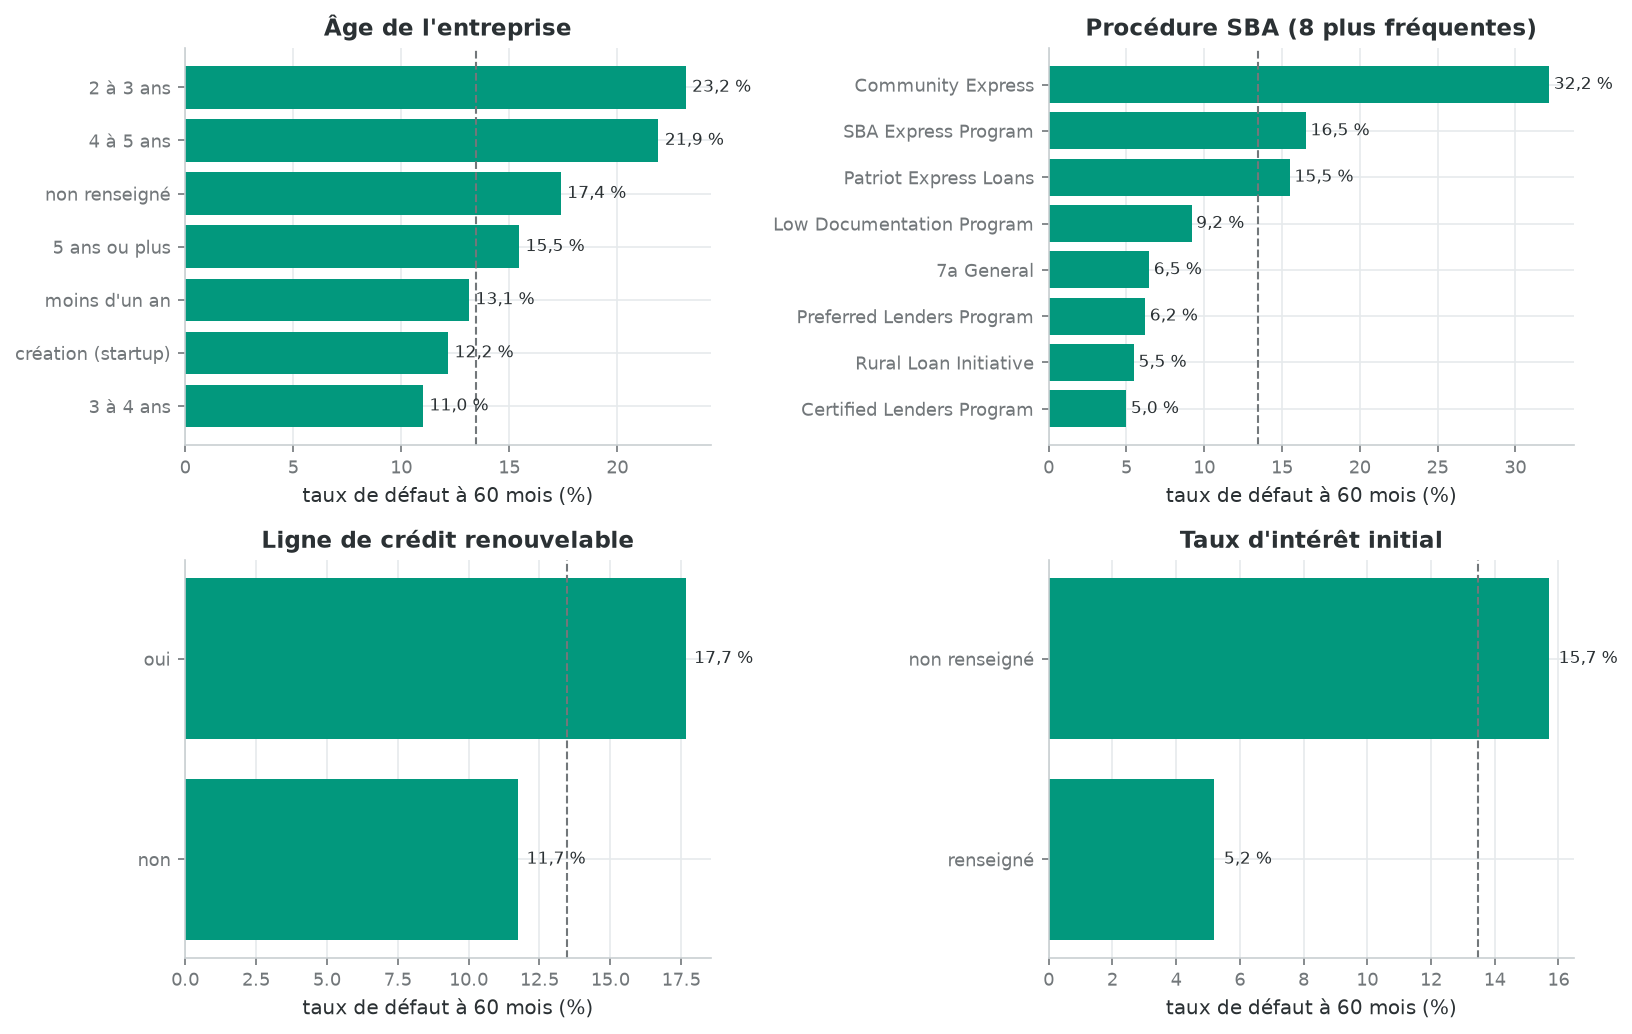 Âge de l'entreprise
2 à 3 ans
23,2 %
4 à 5 ans
21,9 %
non renseigné
17,4 %
5 ans ou plus
15,5 %
moins d'un an
13,1 %
création (startup)
12,2 %
3 à 4 ans
11,0 %
0 5 10 15 20
taux de défaut à 60 mois (%)
Procédure SBA (8 plus fréquentes)
Community Express
32,2 %
SBA Express Program
16,5 %
Patriot Express Loans
15,5 %
Low Documentation Program
9,2 %
7a General
6,5 %
Preferred Lenders Program
6,2 %
Rural Loan Initiative
5,5 %
Certified Lenders Program
5,0 %
0 5 10 15 20 25 30
taux de défaut à 60 mois (%)
Ligne de crédit renouvelable
oui
17,7 %
non
11,7 %
0.0 2.5 5.0 7.5 10.0 12.5 15.0 17.5
taux de défaut à 60 mois (%)
Taux d'intérêt initial
non renseigné
15,7 %
renseigné
5,2 %
0 2 4 6 8 10 12 14 16
taux de défaut à 60 mois (%)